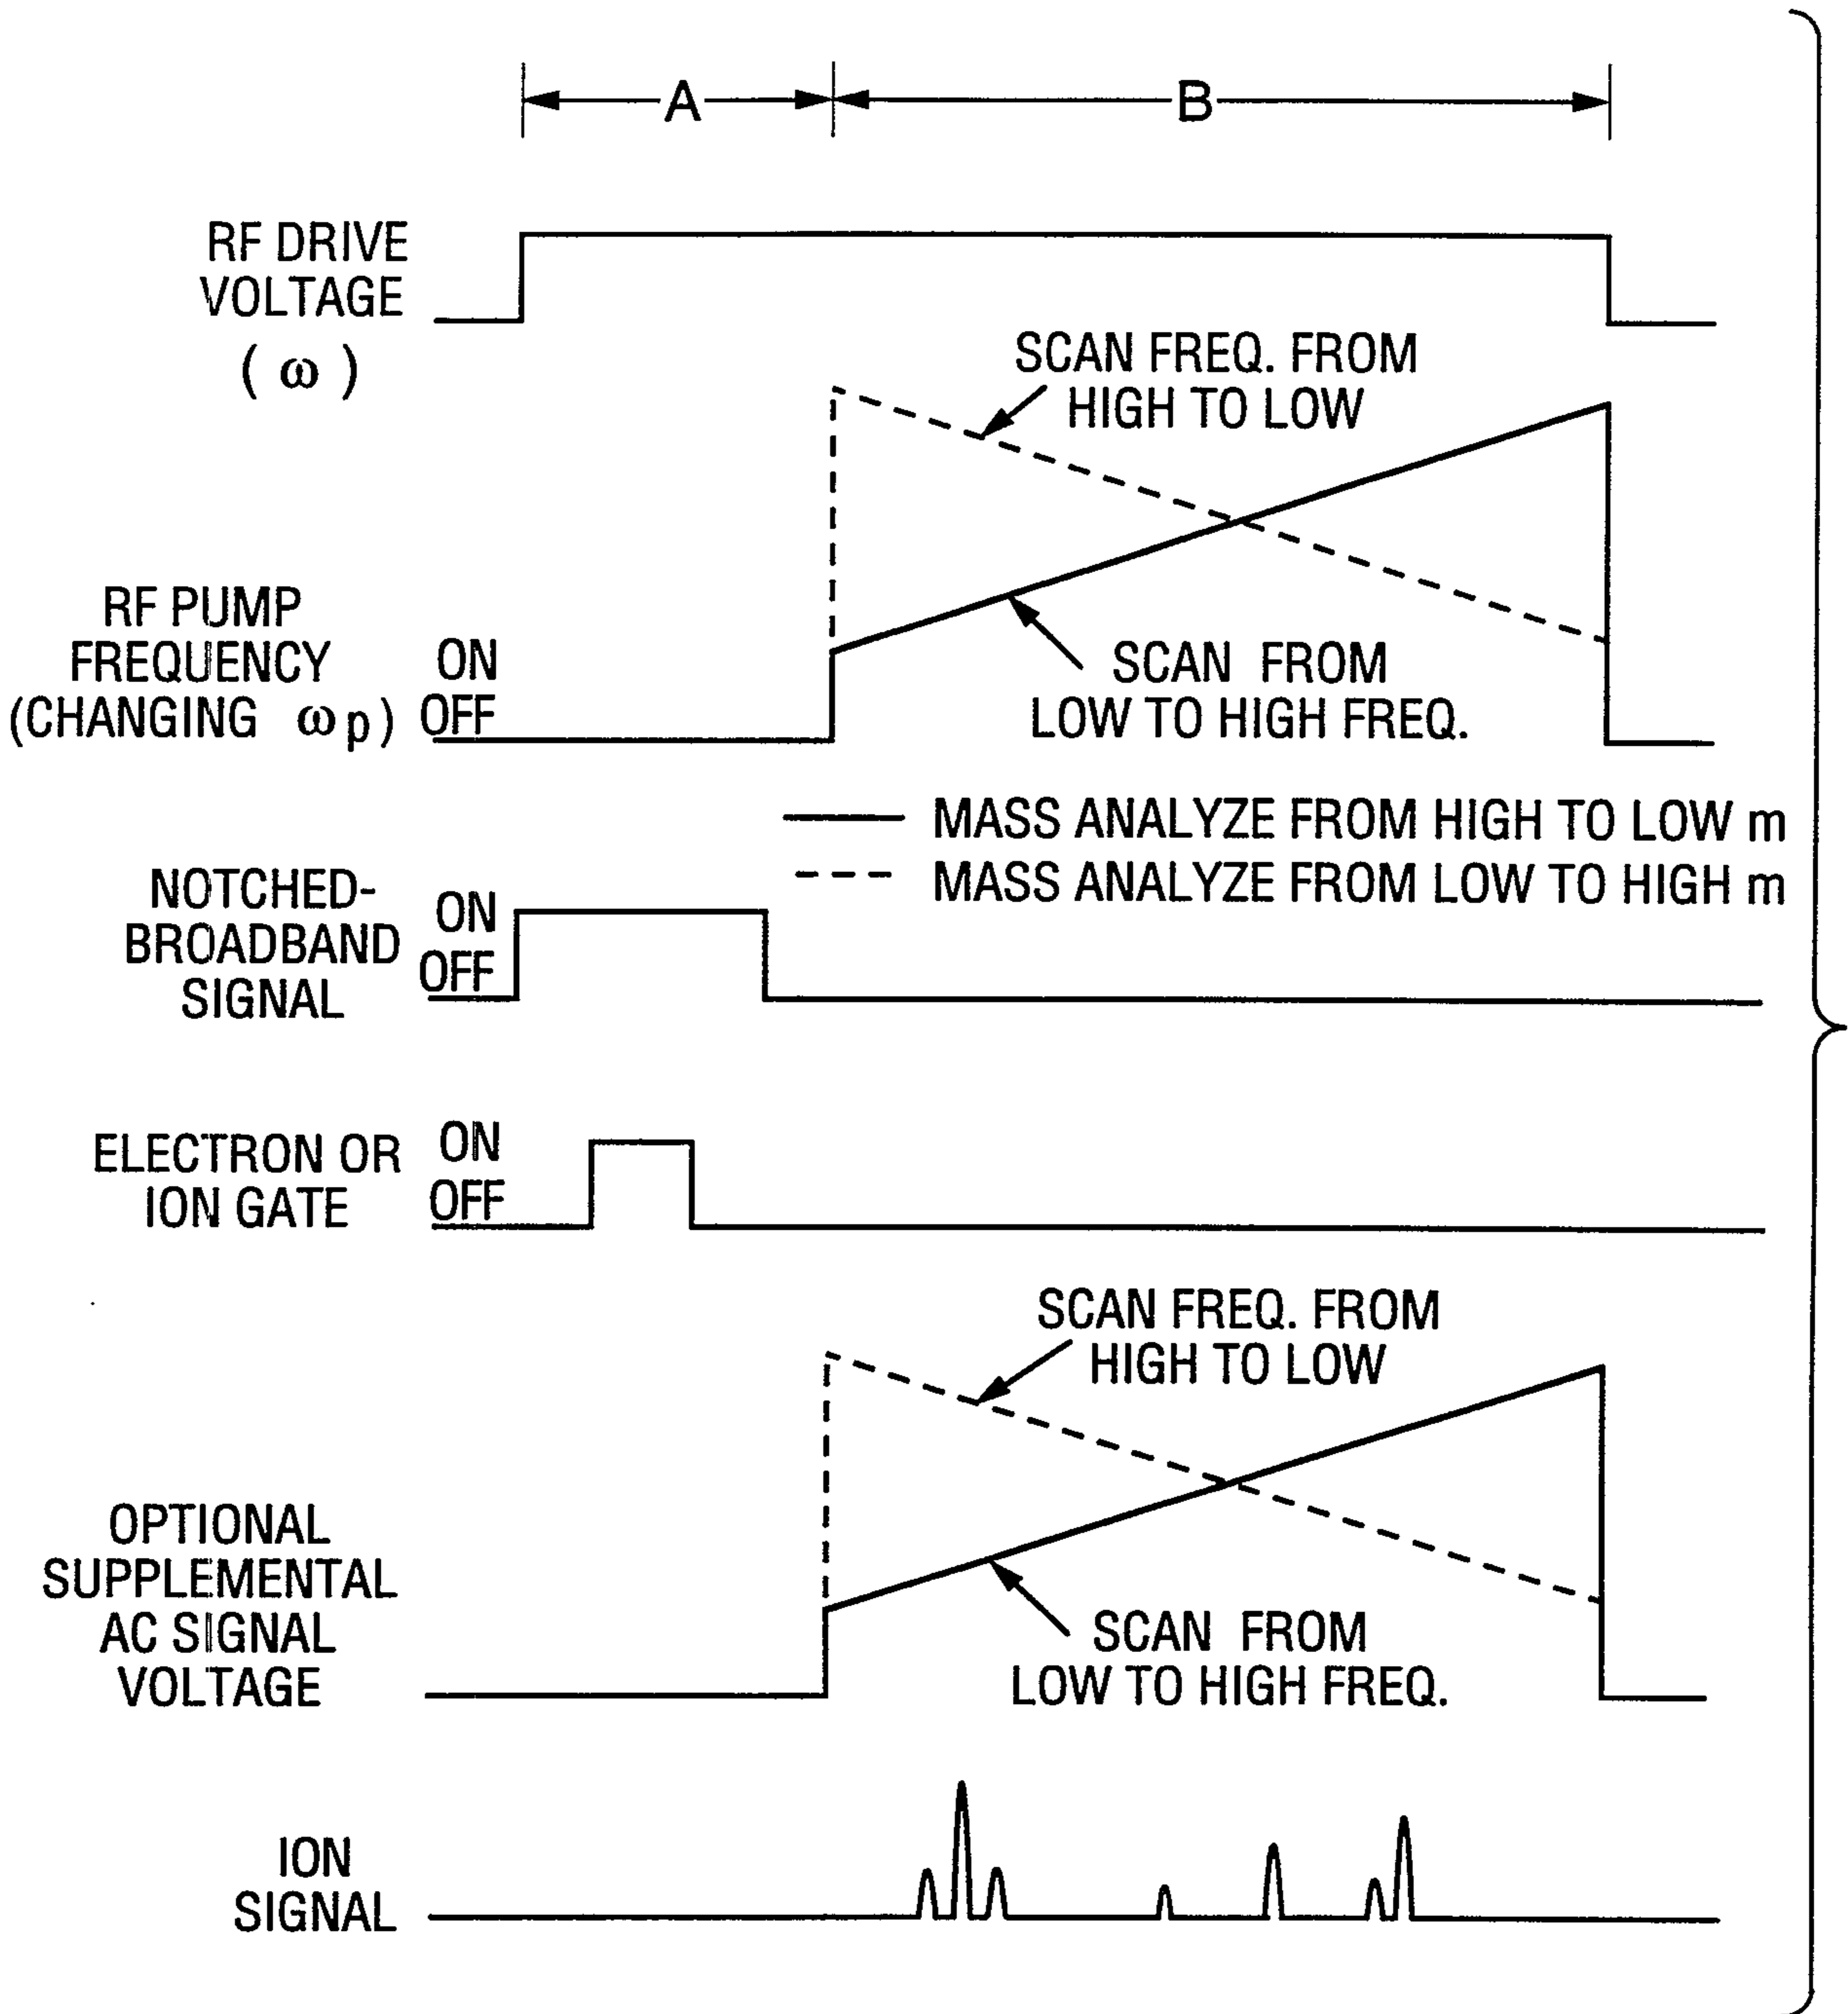 A
B
RF DRIVE
VOLTAGE
( ω )
SCAN FREQ. FROM
HIGH TO LOW
RF PUMP
FREQUENCY
(CHANGING ωp)
ON
OFF
SCAN FROM
LOW TO HIGH FREQ.
MASS ANALYZE FROM HIGH TO LOW m
MASS ANALYZE FROM LOW TO HIGH m
NOTCHED-
BROADBAND
SIGNAL
ON
OFF
ELECTRON OR
ION GATE
ON
OFF
SCAN FREQ. FROM
HIGH TO LOW
OPTIONAL
SUPPLEMENTAL
AC SIGNAL
VOLTAGE
SCAN FROM
LOW TO HIGH FREQ.
ION
SIGNAL